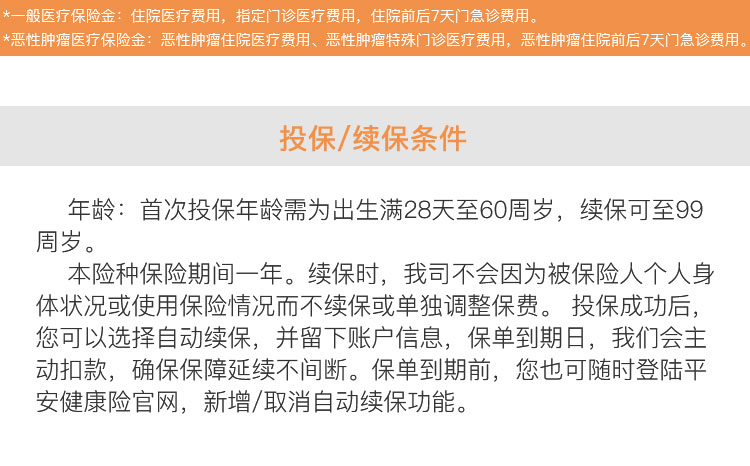 *一般医疗保险金：住院医疗费用，指定门诊医疗费用，住院前后7天门急诊费用。
*恶性肿瘤医疗保险金：恶性肿瘤住院医疗费用、恶性肿瘤特殊门诊医疗费用，恶性肿瘤住院前后7天门急诊费用。
投保/续保条件
年龄：首次投保年龄需为出生满28天至60周岁，续保可至99
周岁。
本险种保险期间一年。续保时，我司不会因为被保险人个人身
体状况或使用保险情况而不续保或单独调整保费。 投保成功后，
您可以选择自动续保，并留下账户信息，保单到期日，我们会主
动扣款，确保保障延续不间断。保单到期前，您也可随时登陆平
安健康险官网，新增/取消自动续保功能。